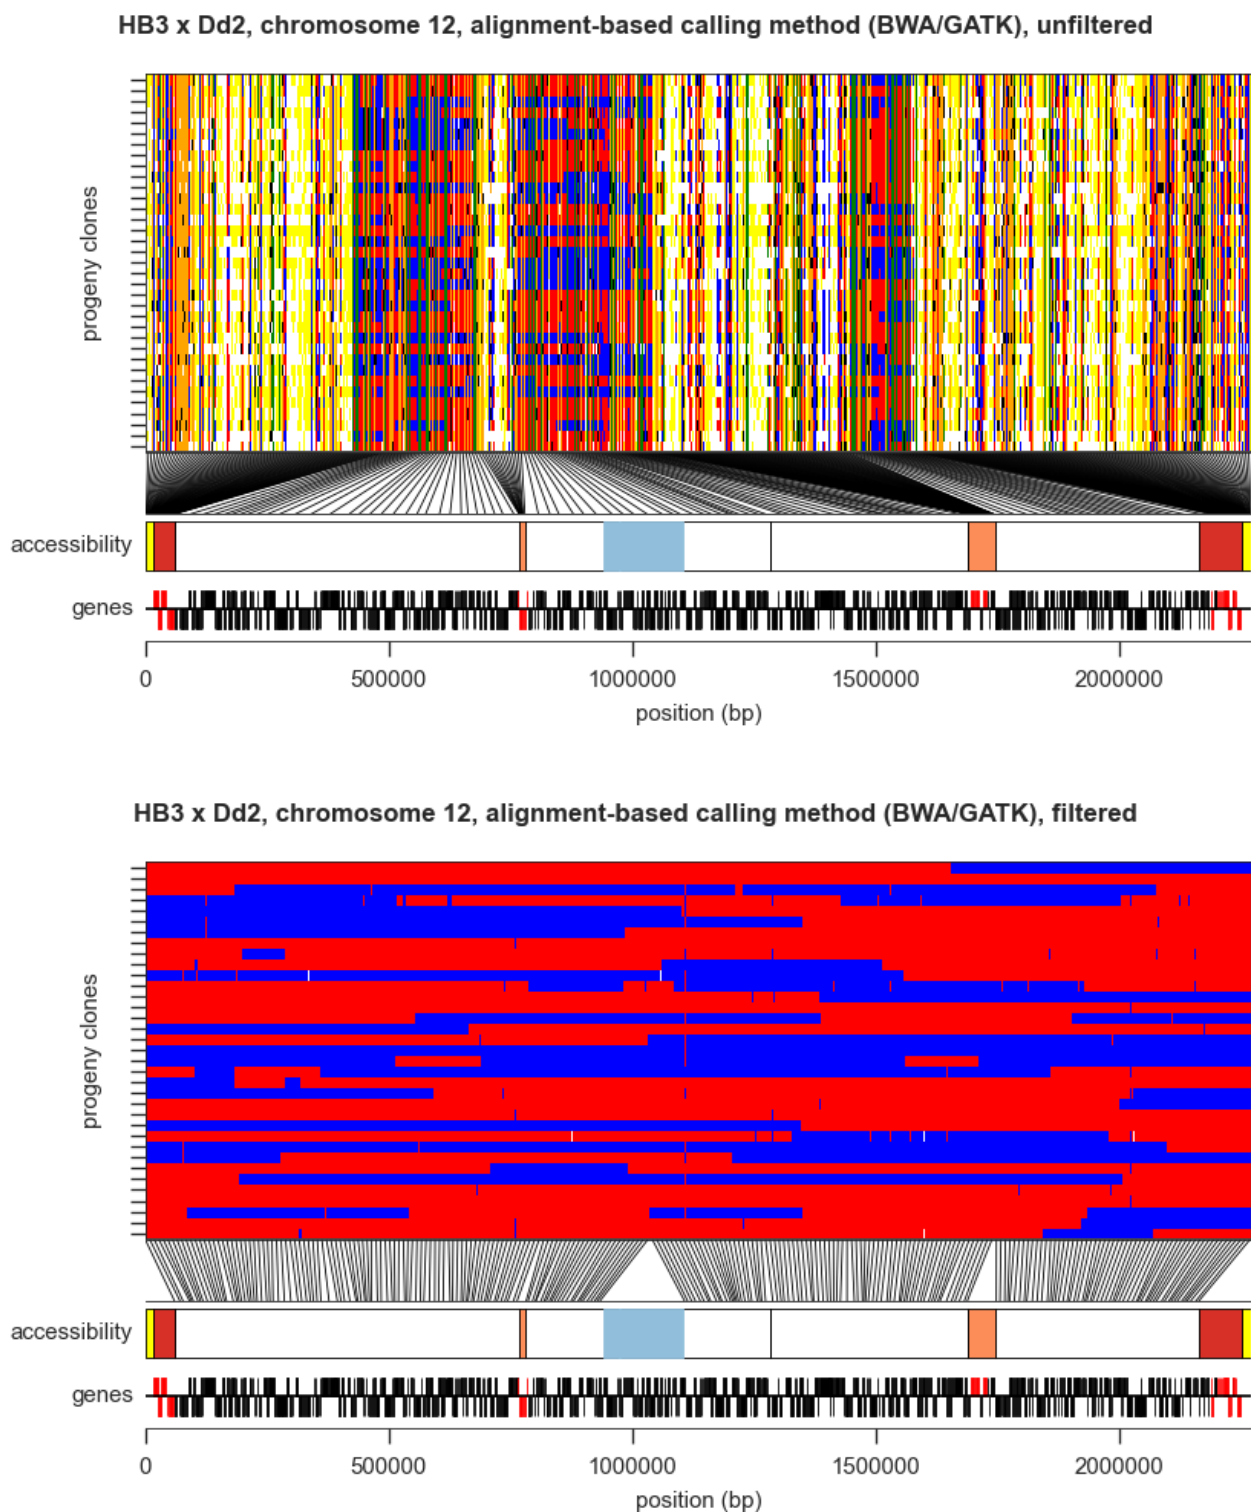 HB3 x Dd2, chromosome 12, alignment-based calling method (BWA/GATK), unfiltered
progeny clones
accessibility
genes
0 500000 1000000 1500000 2000000
position (bp)
HB3 x Dd2, chromosome 12, alignment-based calling method (BWA/GATK), filtered
progeny clones
accessibility
genes
0 500000 1000000 1500000 2000000
position (bp)